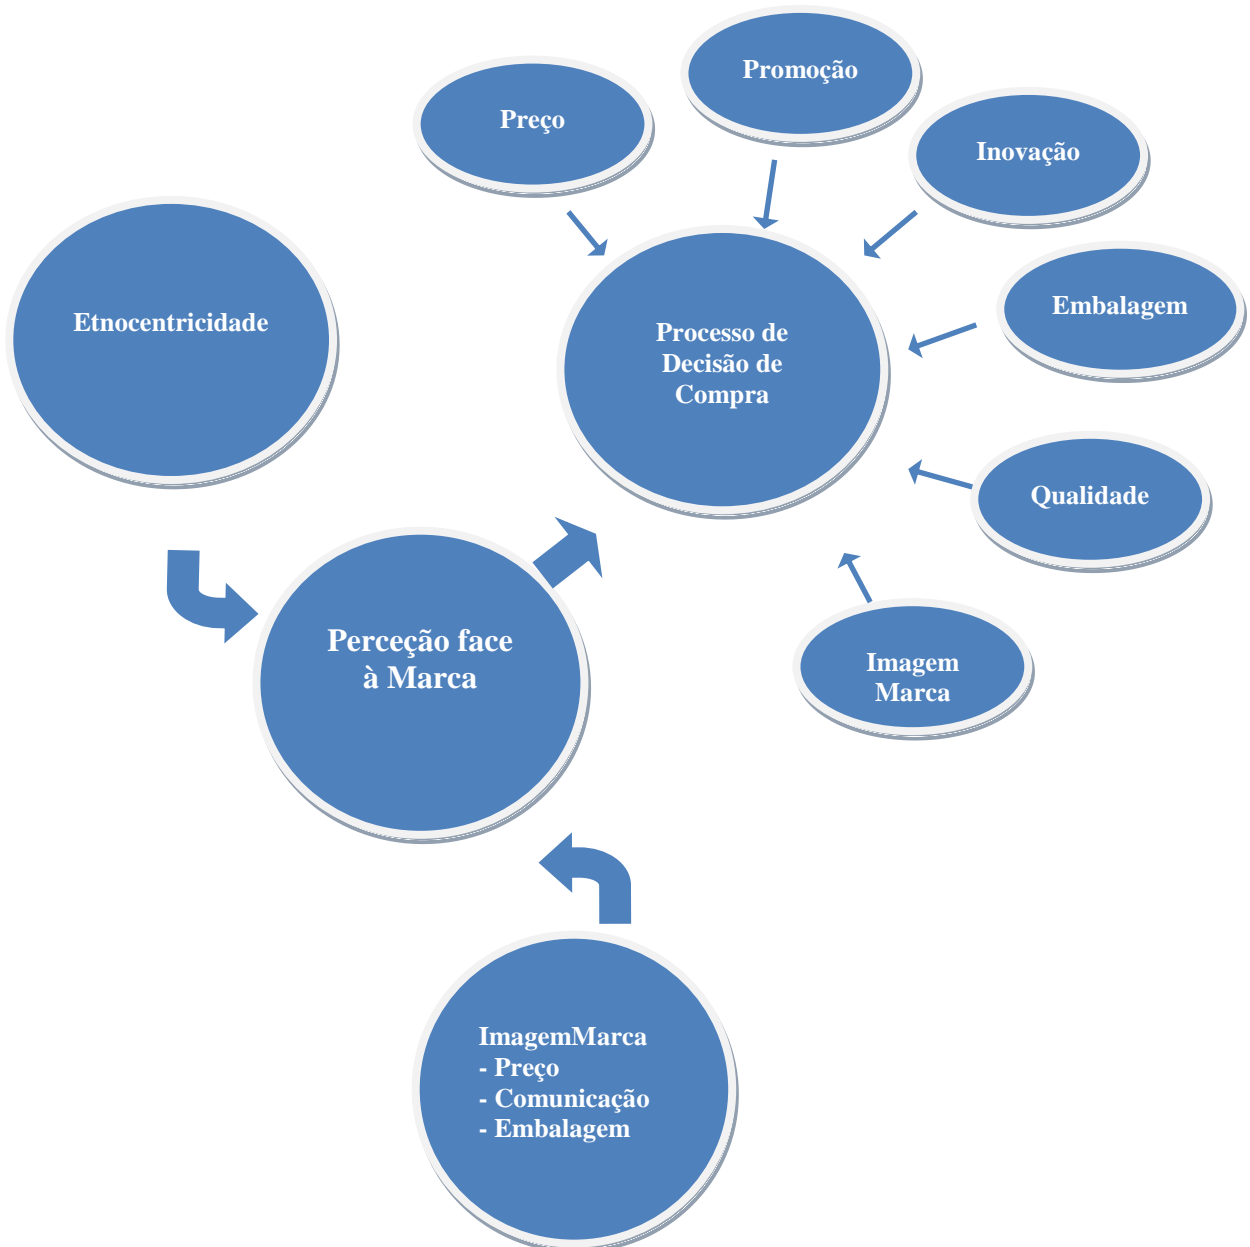 Promoção
Preço
Inovação
Embalagem
Etnocentricidade
Processo de
Decisão de
Compra
Qualidade
Perceção face
à Marca
Imagem
Marca
ImagemMarca
- Preço
- Comunicação
- Embalagem